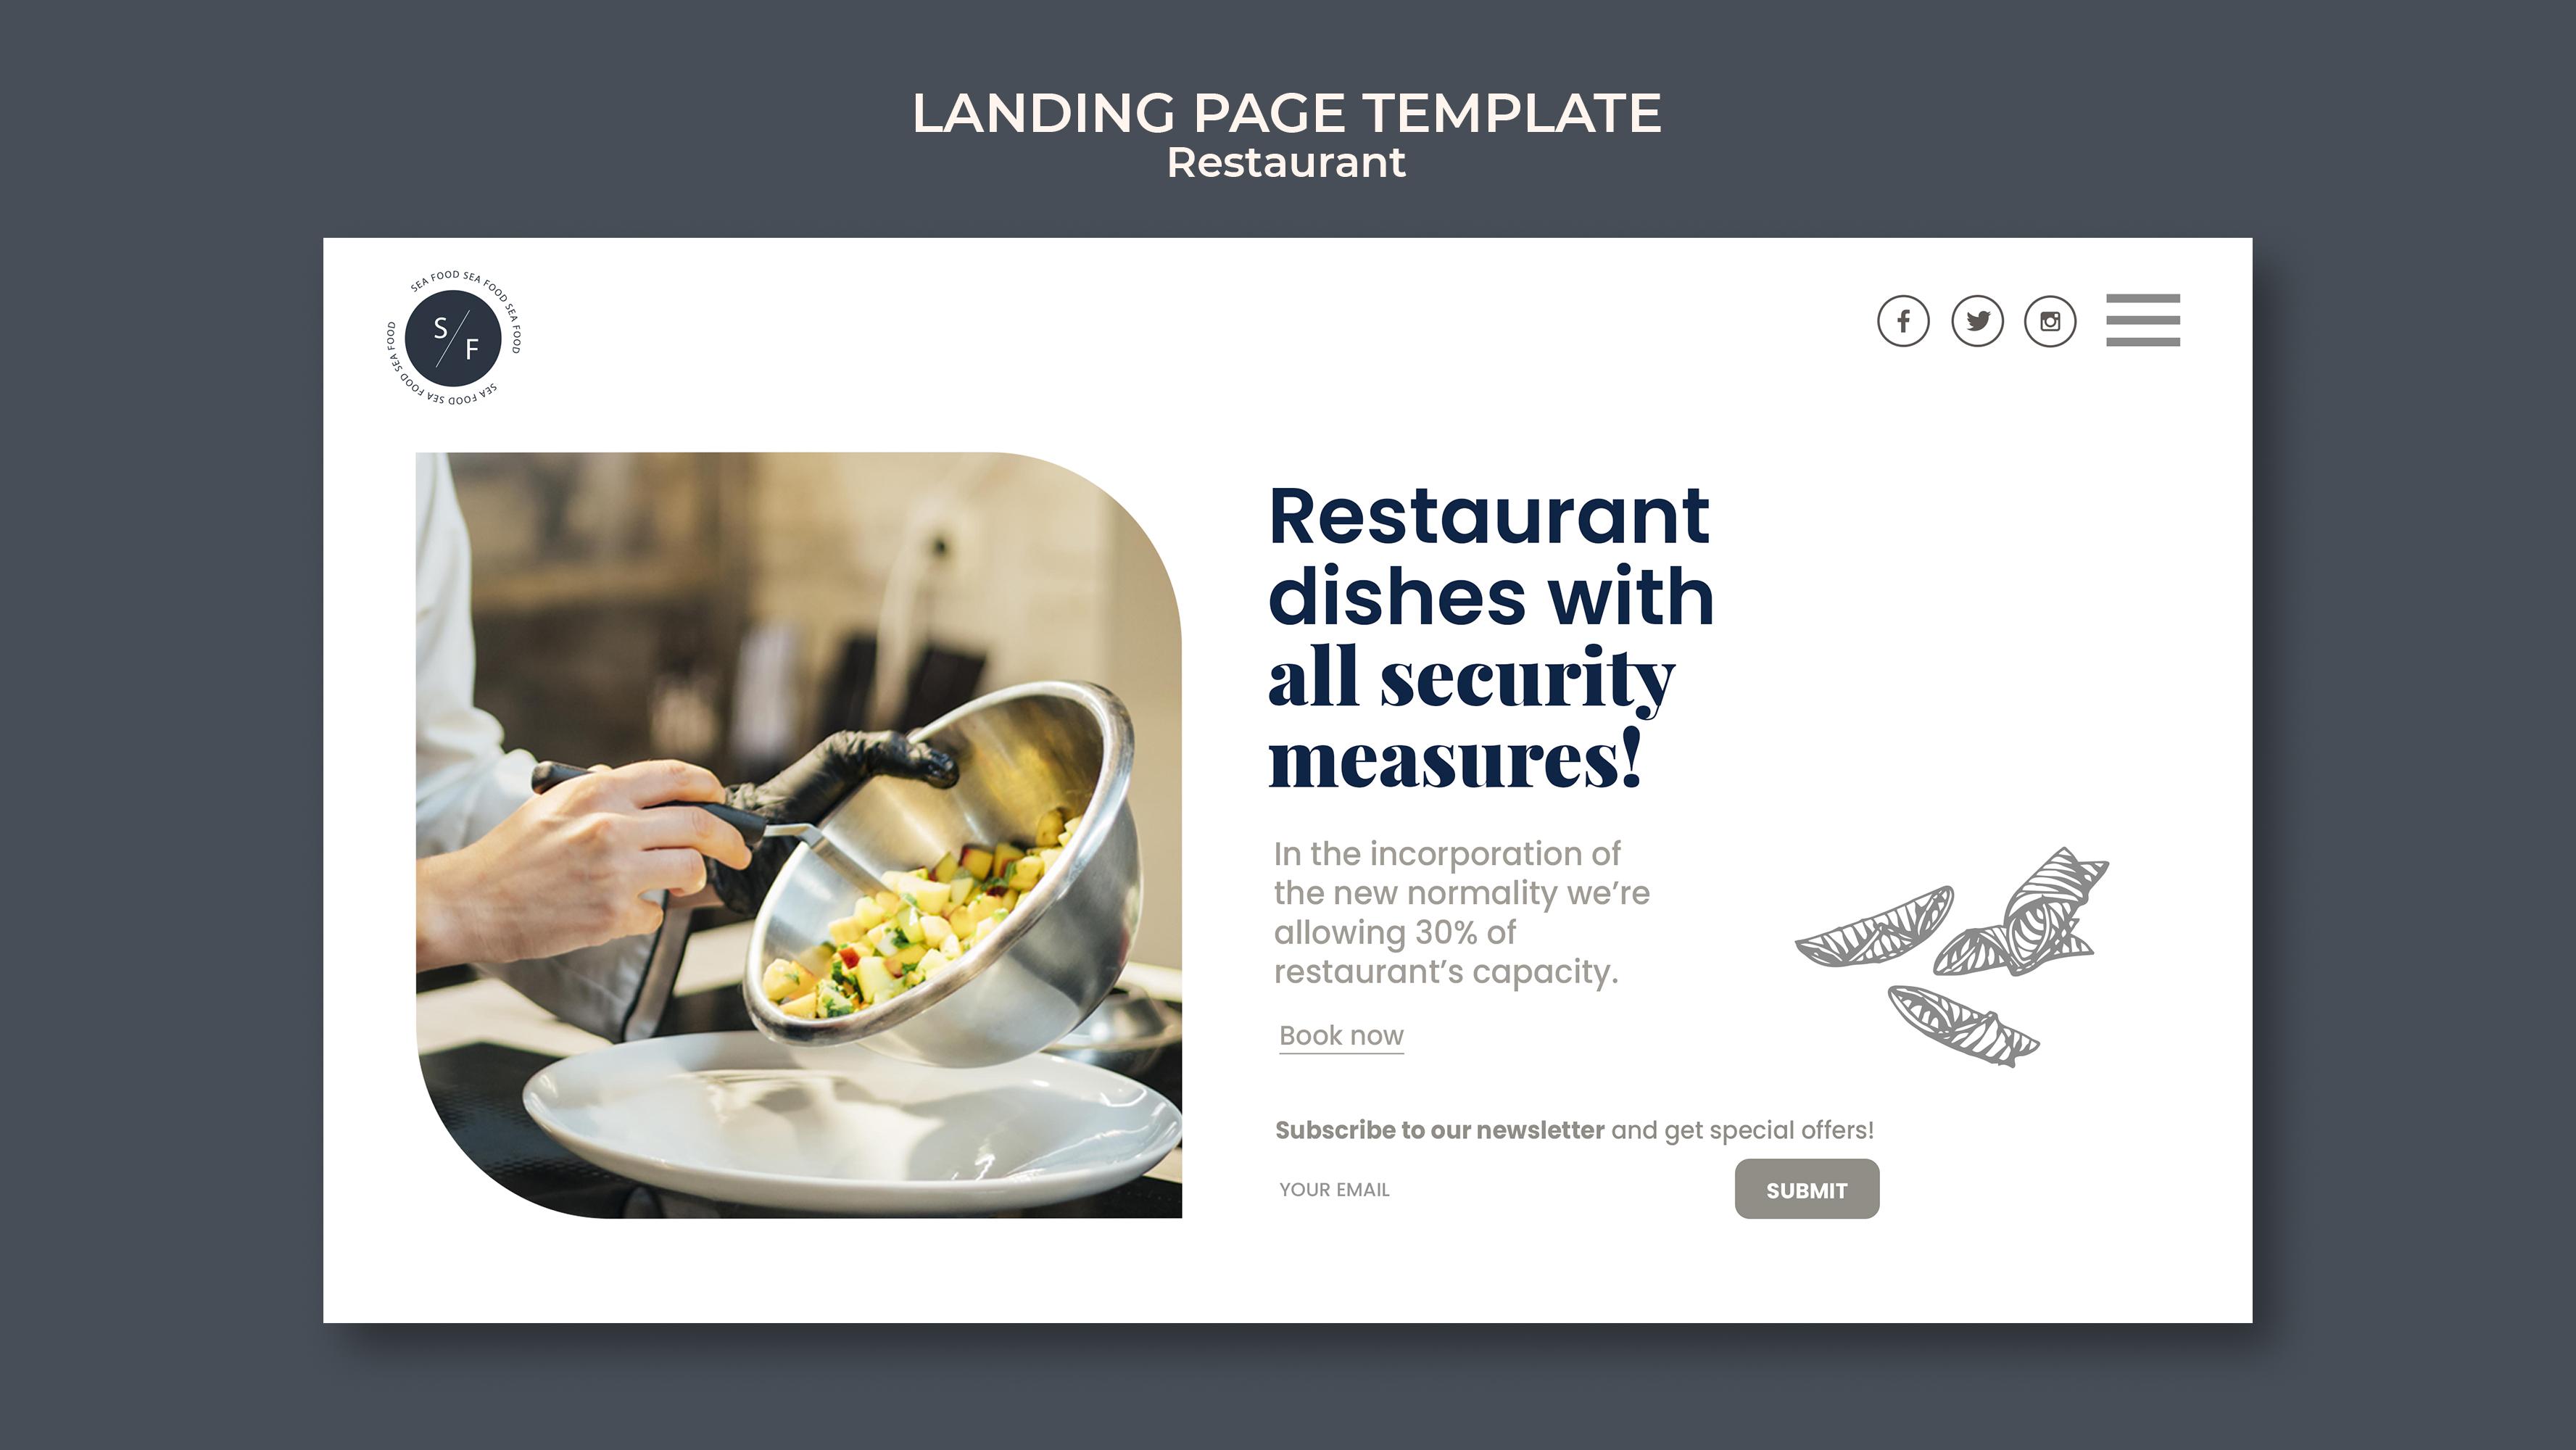 LANDING PAGE TEMPLATE
Restaurant
SEA FOOD SEA FOOD SEA FOOD
SEA FOOD SEA FOOD SEA FOOD
S/F
Restaurant
dishes with
all security
measures!
In the incorporation of
the new normality we’re
allowing 30% of
restaurant’s capacity.
Book now
Subscribe to our newsletter and get special offers!
YOUR EMAIL
SUBMIT